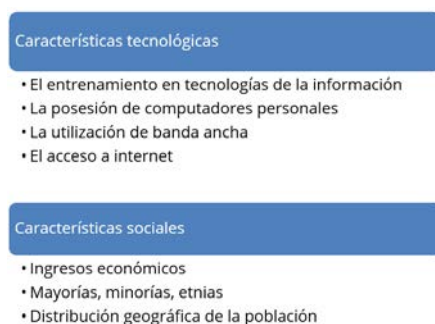 Características tecnológicas
• El entrenamiento en tecnologías de la información
• La posesión de computadores personales
• La utilización de banda ancha
• El acceso a internet
Características sociales
• Ingresos económicos
• Mayorías, minorías, etnias
• Distribución geográfica de la población